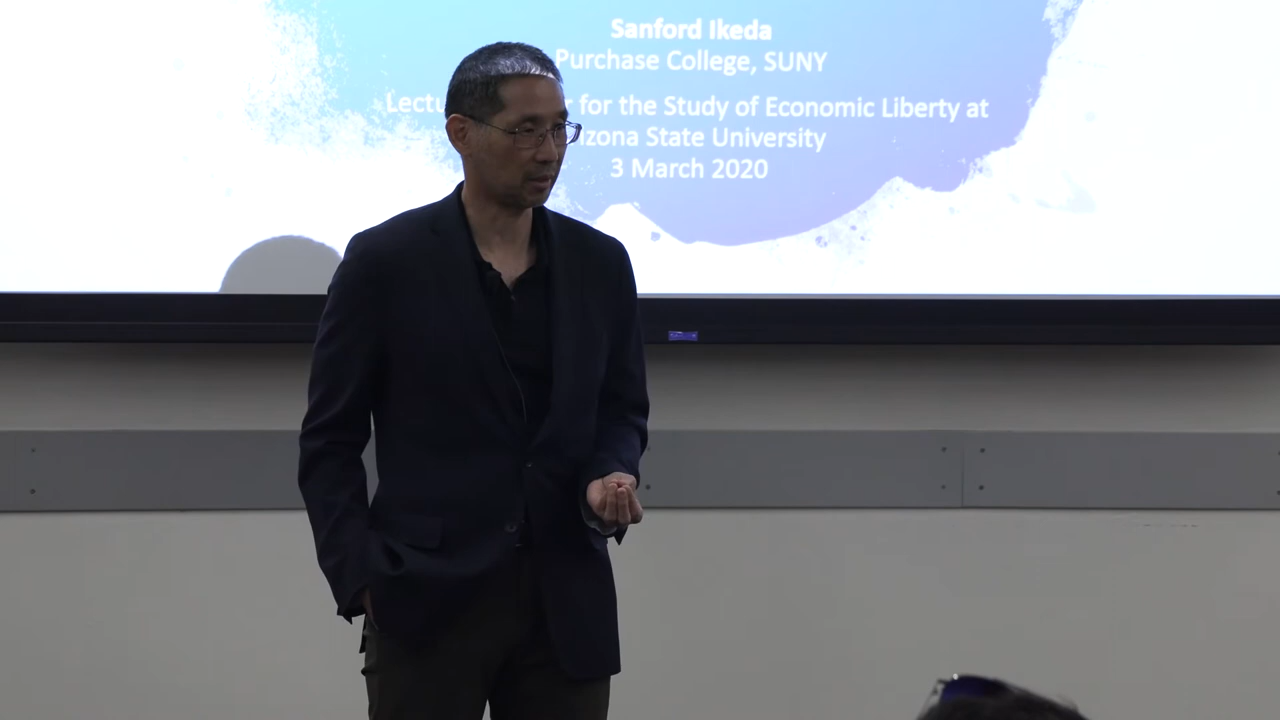 Sanford Ikeda
Purchase College, SUNY
for the Study of Economic Liberty at
State University
3 March 2020